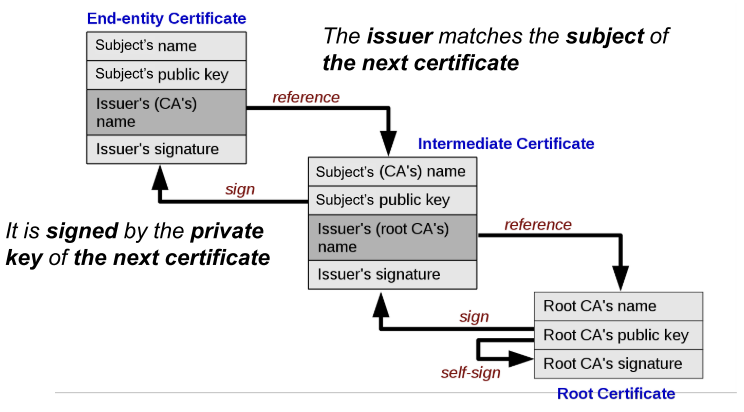 End-entity Certificate
Subject's name
Subject's public key
Issuer's (CA's)
name
Issuer's signature
The issuer matches the subject of
the next certificate
reference
Intermediate Certificate
Subject's (CA's) name
Subject's public key
Issuer's (root CA's)
name
Issuer's signature
sign
It is signed by the private
key of the next certificate
reference
Root CA's name
Root CA's public key
Root CA's signature
sign
self-sign
Root Certificate